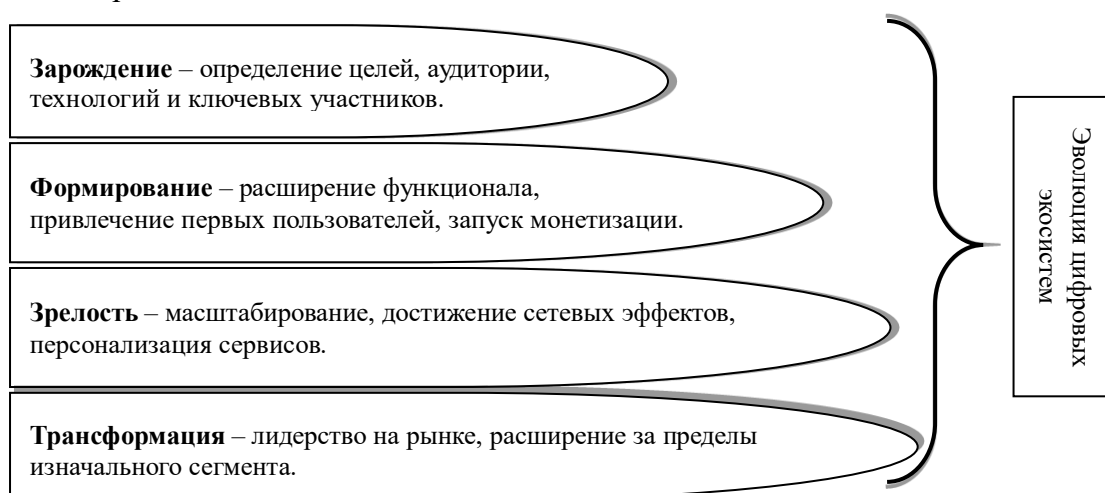 Зарождение – определение целей, аудитории,
технологий и ключевых участников.
Формирование – расширение функционала,
привлечение первых пользователей, запуск монетизации.
Зрелость – масштабирование, достижение сетевых эффектов,
персонализация сервисов.
Трансформация – лидерство на рынке, расширение за пределы
изначального сегмента.
Эволюция цифровых
экосистем